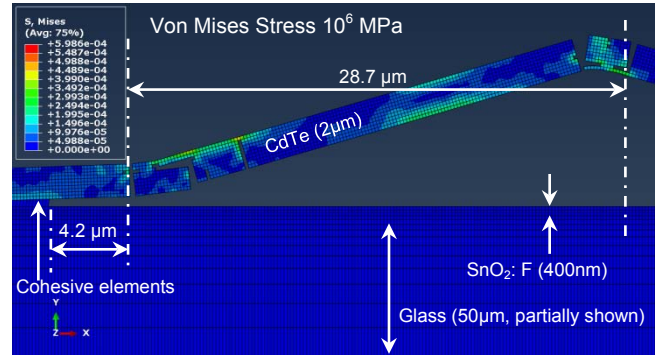 S, Mises
(Avg: 75%)
+5.986e-04
+5.487e-04
+4.988e-04
+4.489e-04
+3.990e-04
+3.492e-04
+2.993e-04
+2.494e-04
+1.995e-04
+1.496e-04
+9.976e-05
+4.988e-05
+0.000e+00
Von Mises Stress 10⁶ MPa
28.7 µm
CdTe (2µm)
4.2 µm
SnO₂: F (400nm)
Cohesive elements
Glass (50µm, partially shown)
Y
Z
X